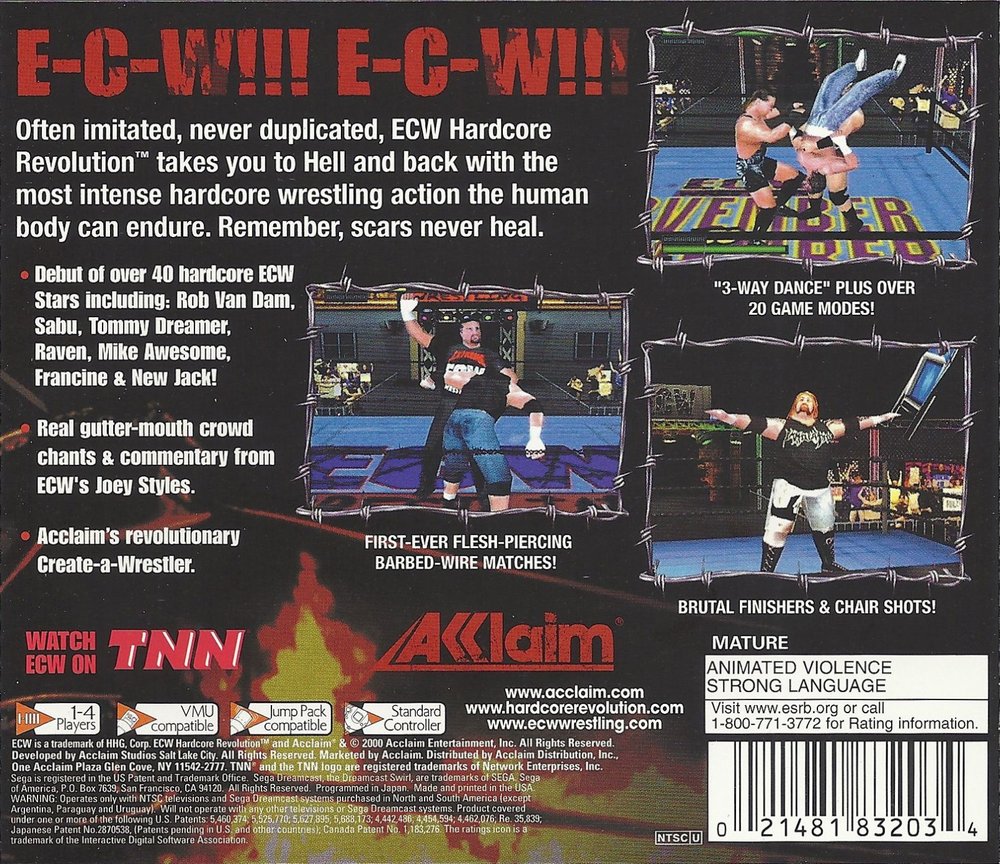 E-C-W!!! E-C-W!!!
Often imitated, never duplicated, ECW Hardcore
Revolution™ takes you to Hell and back with the
most intense hardcore wrestling action the human
body can endure. Remember, scars never heal.
• Debut of over 40 hardcore ECW
Stars including: Rob Van Dam,
Sabu, Tommy Dreamer,
Raven, Mike Awesome,
Francine & New Jack!
• Real gutter-mouth crowd
chants & commentary from
ECW's Joey Styles.
• Acclaim's revolutionary
Create-a-Wrestler.
"3-WAY DANCE" PLUS OVER
20 GAME MODES!
FIRST-EVER FLESH-PIERCING
BARBED-WIRE MATCHES!
BRUTAL FINISHERS & CHAIR SHOTS!
WATCH
ECW ON
TNN
AKKlaim®
www.acclaim.com
www.hardcorerevolution.com
www.ecwwrestling.com
MATURE
ANIMATED VIOLENCE
STRONG LANGUAGE
Visit www.esrb.org or call
1-800-771-3772 for Rating information.
1-4
Players
VMU
compatible
Jump Pack
compatible
Standard
Controller
ECW is a trademark of HHG, Corp. ECW Hardcore Revolution™ and Acclaim® & © 2000 Acclaim Entertainment, Inc. All Rights Reserved.
Developed by Acclaim Studios Salt Lake City. All Rights Reserved. Marketed by Acclaim. Distributed by Acclaim Distribution, Inc.,
One Acclaim Plaza Glen Cove, NY 11542-2777. TNN® and the TNN logo are registered trademarks of Network Enterprises, Inc.
Sega is registered in the US Patent and Trademark Office. Sega Dreamcast, the Dreamcast Swirl, are trademarks of SEGA. Sega
of America, P.O. Box 7639, San Francisco, CA 94120. All Rights Reserved. Programmed in Japan. Made and printed in the USA
WARNING: Operates only with NTSC televisions and Sega Dreamcast systems purchased in North and South America (except
Argentina, Paraguay and Uruguay). Will not operate with any other televisions or Sega Dreamcast systems. Product covered
under one or more of the following U.S. Patents: 5,460,374; 5,525,770; 5,627,895; 5,688,173; 4,442,486; 4,454,594; 4,462,076; Re. 35,839;
Japanese Patent No.2870538, (Patents pending in U.S. and other countries); Canada Patent No. 1,183,276. The ratings icon is a
trademark of the Interactive Digital Software Association.
NTSC U
0 21481 83203 4